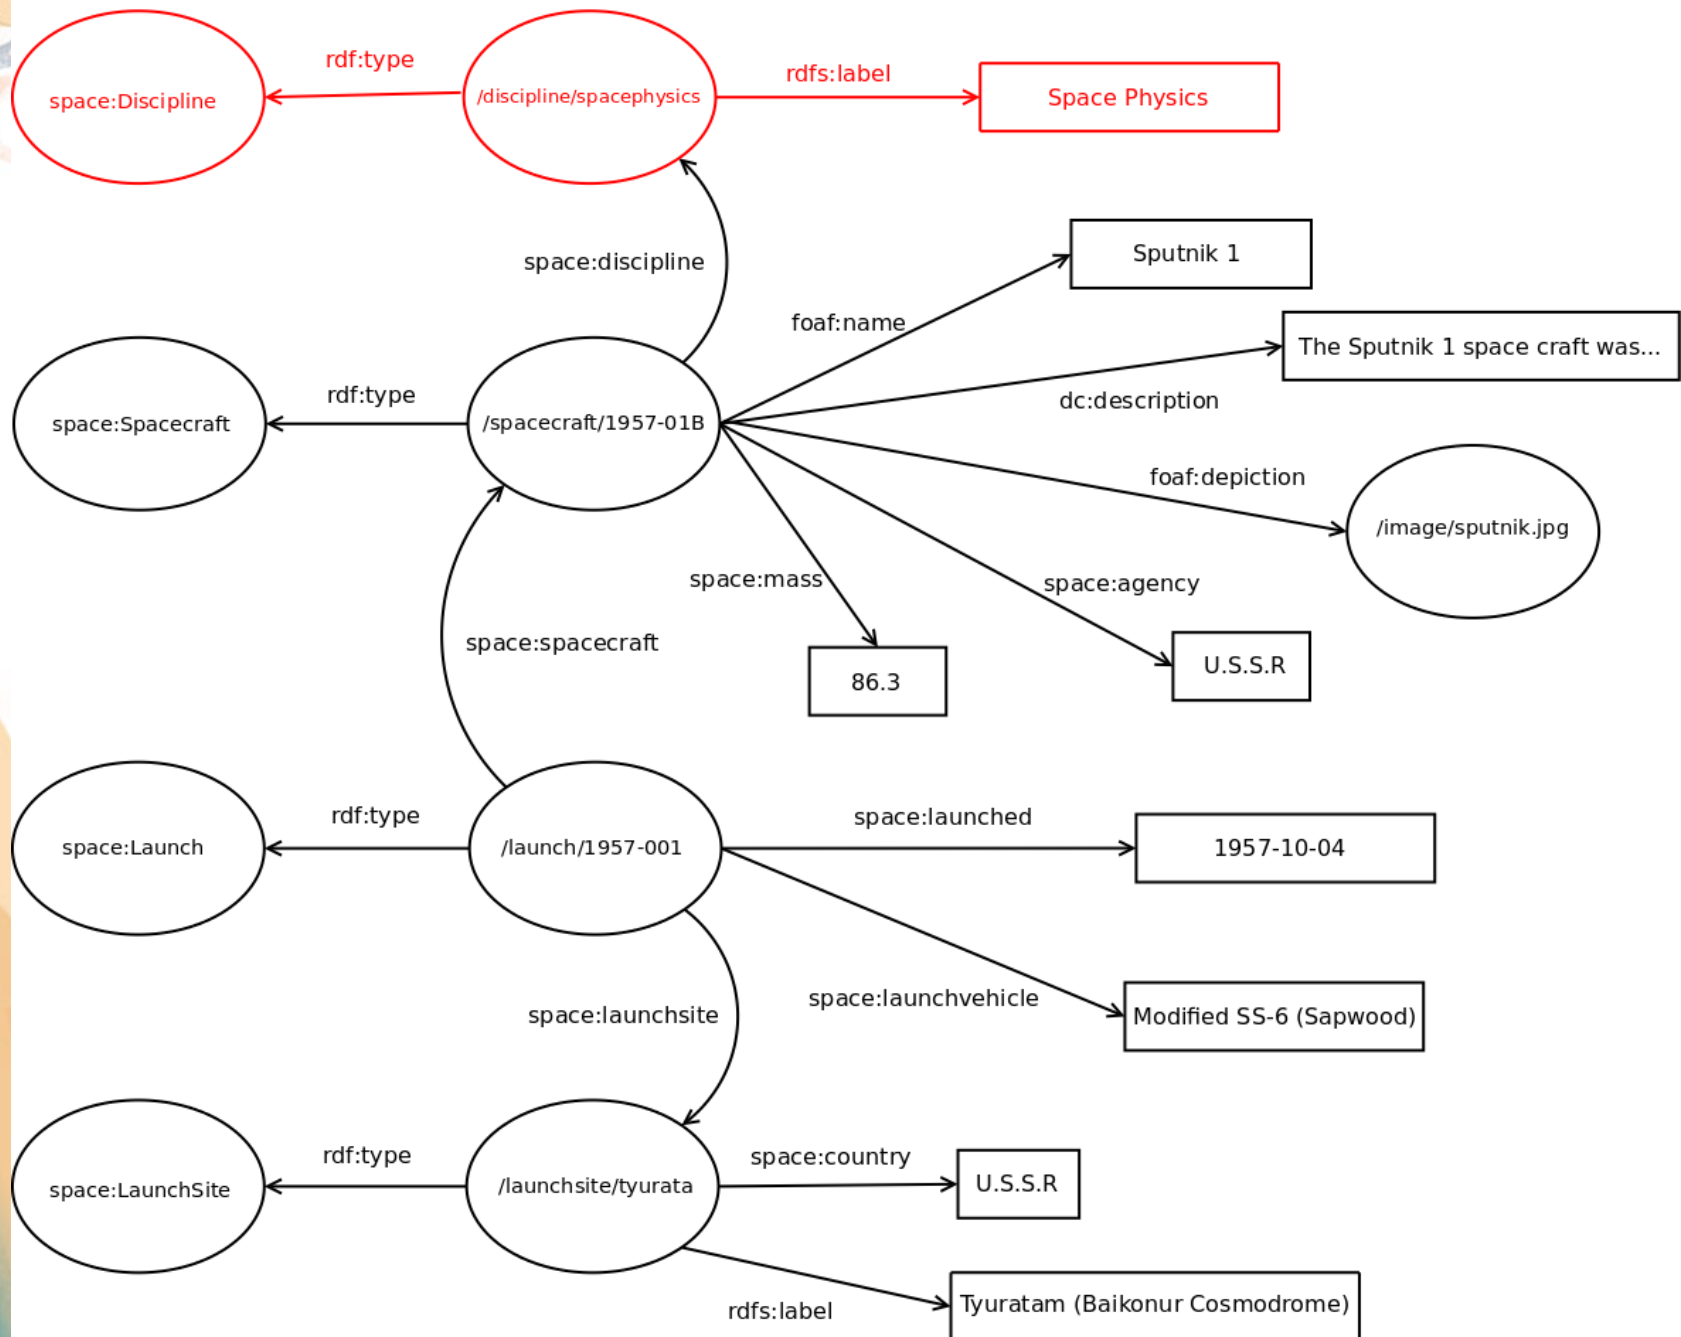 rdf:type
rdfs:label
space:Discipline
/discipline/spacephysics
Space Physics
space:discipline
Sputnik 1
foaf:name
The Sputnik 1 space craft was...
rdf:type
dc:description
space:Spacecraft
/spacecraft/1957-01B
foaf:depiction
/image/sputnik.jpg
space:mass
space:agency
space:spacecraft
U.S.S.R
86.3
rdf:type
space:launched
space:Launch
/launch/1957-001
1957-10-04
space:launchvehicle
space:launchsite
Modified SS-6 (Sapwood)
rdf:type
space:country
space:LaunchSite
/launchsite/tyurata
U.S.S.R
rdfs:label
Tyuratam (Baikonur Cosmodrome)